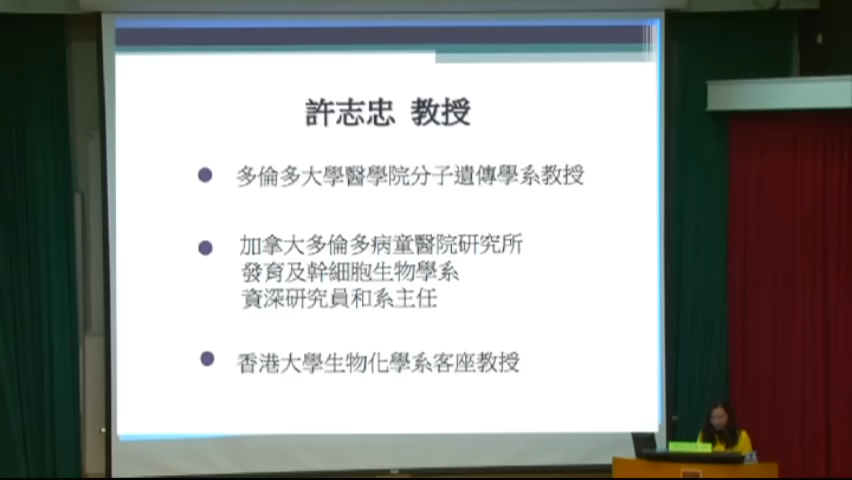 許志忠 教授
多倫多大學醫學院分子遺傳學系教授
加拿大多倫多病童醫院研究所
發育及幹細胞生物學系
資深研究員和系主任
香港大學生物化學系客座教授